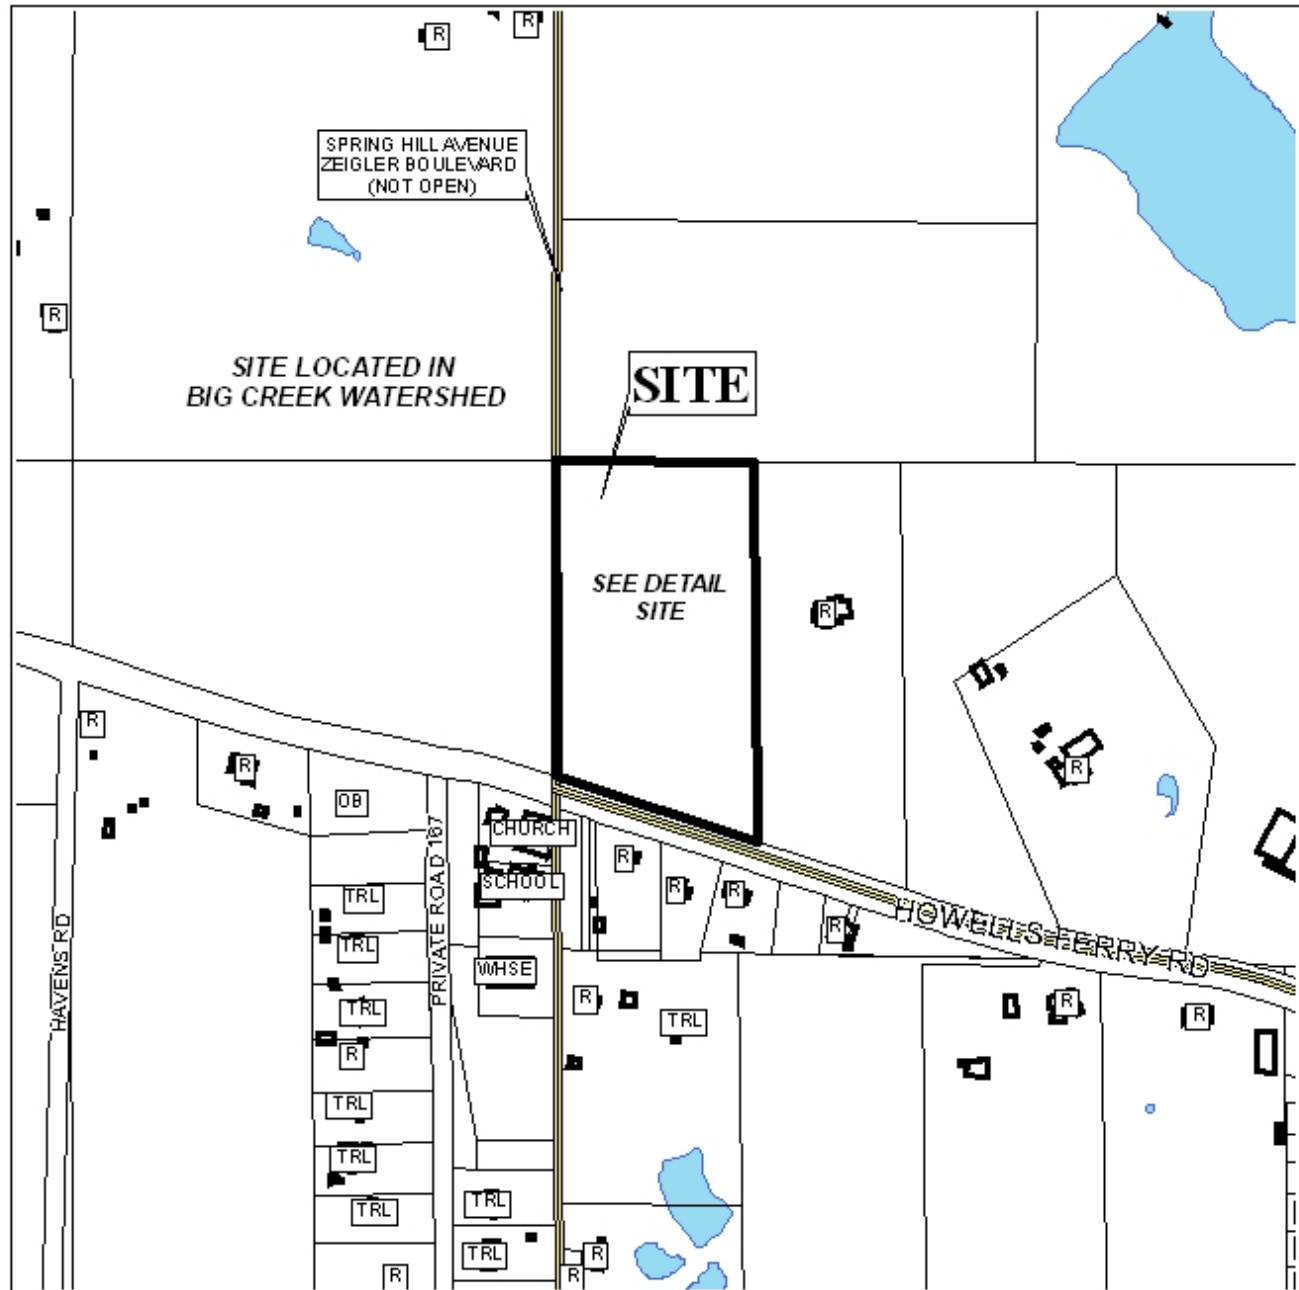 R
R
SPRING HILL AVENUE
ZEIGLER BOULEVARD
(NOT OPEN)
R
SITE LOCATED IN
BIG CREEK WATERSHED
SITE
SEE DETAIL
SITE
R
R
R
R
OB
CHURCH
R
SCHOOL
R
R
TRL
R
HOWELLS FERRY RD
PRIVATE ROAD 167
HAVENS RD
TRL
WHSE
R
TRL
TRL
R
R
R
TRL
TRL
TRL
TRL
TRL
R
R
R